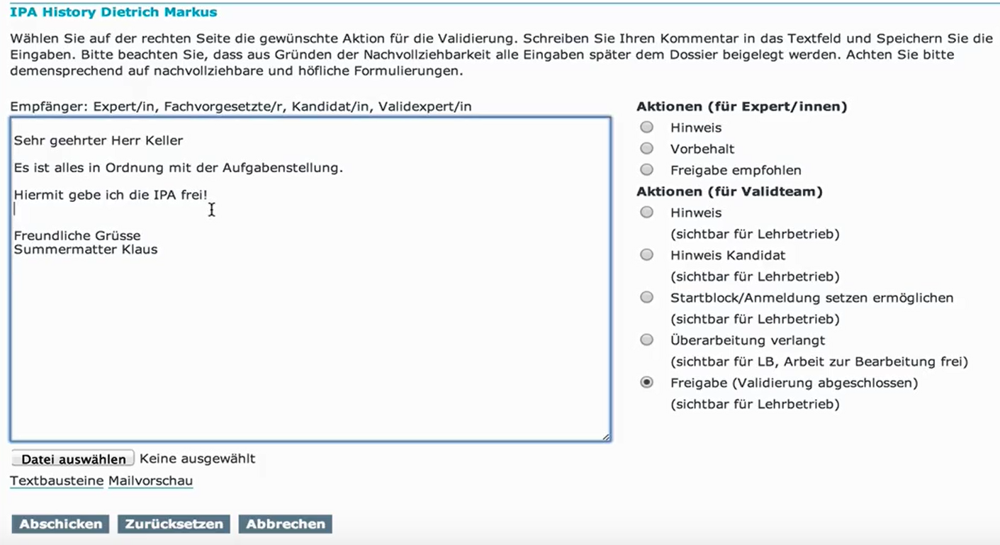 IPA History Dietrich Markus
Wählen Sie auf der rechten Seite die gewünschte Aktion für die Validierung. Schreiben Sie Ihren Kommentar in das Textfeld und Speichern Sie die
Eingaben. Bitte beachten Sie, dass aus Gründen der Nachvollziehbarkeit alle Eingaben später dem Dossier beigelegt werden. Achten Sie bitte
demensprechend auf nachvollziehbare und höfliche Formulierungen.
Empfänger: Expert/in, Fachvorgesetzte/r, Kandidat/in, Validexpert/in
Sehr geehrter Herr Keller
Es ist alles in Ordnung mit der Aufgabenstellung.
Hiermit gebe ich die IPA frei!
Freundliche Grüsse
Summermatter Klaus
Datei auswählen Keine ausgewählt
Textbausteine Mailvorschau
Abschicken Zurücksetzen Abbrechen
Aktionen (für Expert/innen)
Hinweis
Vorbehalt
Freigabe empfohlen
Aktionen (für Validteam)
Hinweis
(sichtbar für Lehrbetrieb)
Hinweis Kandidat
(sichtbar für Lehrbetrieb)
Startblock/Anmeldung setzen ermöglichen
(sichtbar für Lehrbetrieb)
Überarbeitung verlangt
(sichtbar für LB, Arbeit zur Bearbeitung frei)
Freigabe (Validierung abgeschlossen)
(sichtbar für Lehrbetrieb)